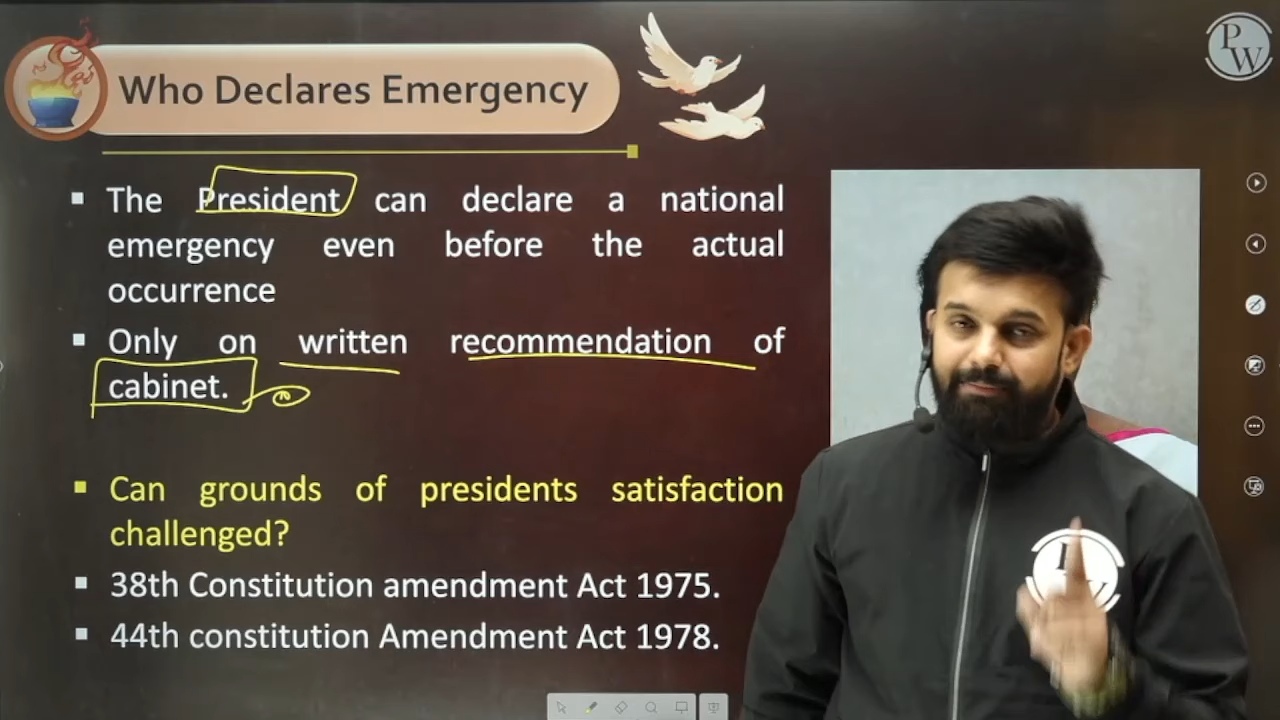 Who Declares Emergency
PW
The President can declare a national
emergency even before the actual
occurrence
Only on written recommendation of
cabinet.
Can grounds of presidents satisfaction
challenged?
38th Constitution amendment Act 1975.
44th constitution Amendment Act 1978.
PW